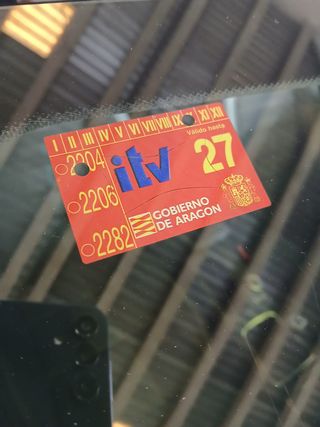 I II III IV V VI VII VIII IX X XI XII
Válido hasta
2204
itv
27
2206
GOBIERNO
2282
DE ARAGON